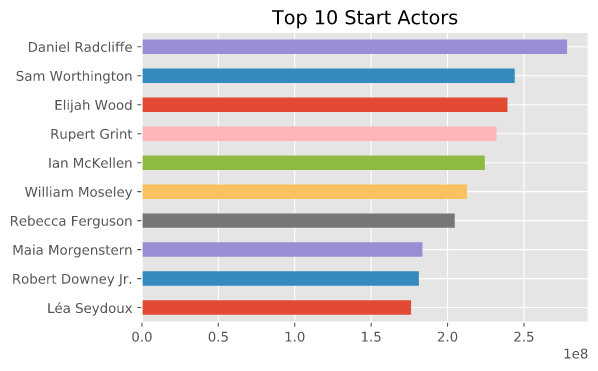 Top 10 Start Actors
Daniel Radcliffe
Sam Worthington
Elijah Wood
Rupert Grint
Ian McKellen
William Moseley
Rebecca Ferguson
Maia Morgenstern
Robert Downey Jr.
Léa Seydoux
0.0 0.5 1.0 1.5 2.0 2.5
1e8